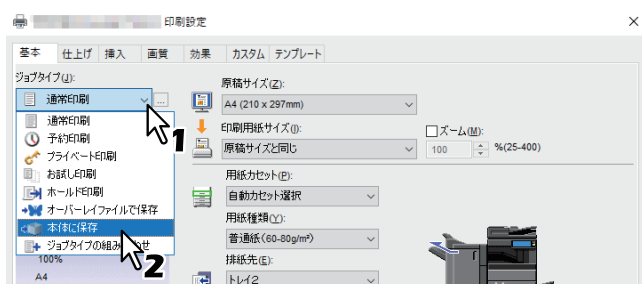 印刷設定
基本 仕上げ 挿入 画質 効果 カスタム テンプレート
ジョブタイプ(J):
通常印刷
...
通常印刷
予約印刷
プライベート印刷
お試し印刷
ホールド印刷
オーバーレイファイルで保存
本体に保存
ジョブタイプの組み
せ
100%
A4
1
2
原稿サイズ(Z):
A4 (210 x 297mm)
印刷用紙サイズ(I):
原稿サイズと同じ
ズーム(M):
100 %(25-400)
用紙カセット(P):
自動カセット選択
用紙種類(Y):
普通紙(60-80g/m²)
排紙先(E):
トレイ2